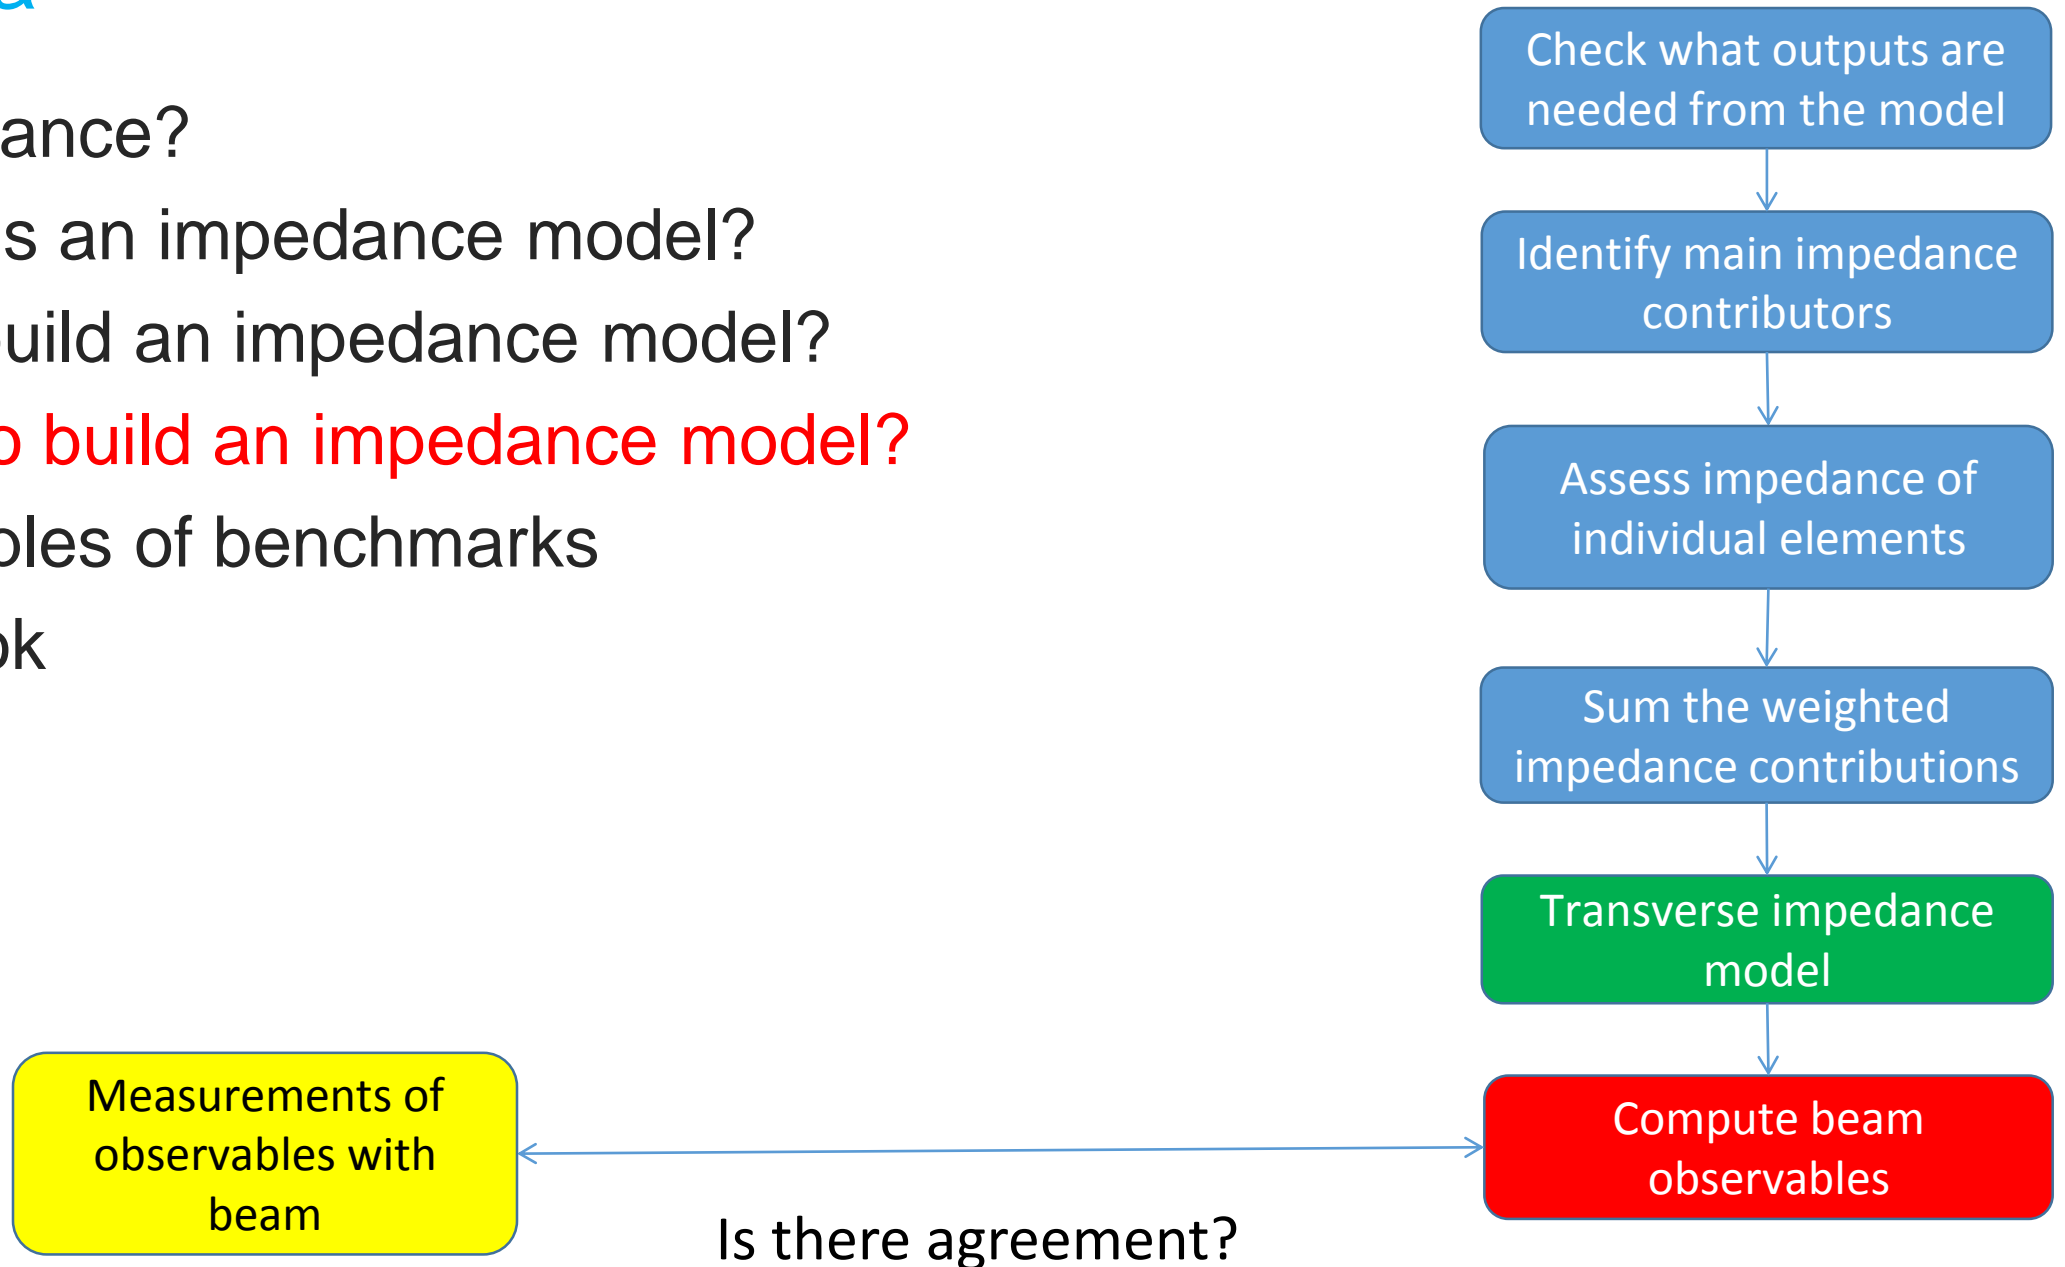 ance?
s an impedance model?
uild an impedance model?
o build an impedance model?
ples of benchmarks
ok
Check what outputs are
needed from the model
Identify main impedance
contributors
Assess impedance of
individual elements
Sum the weighted
impedance contributions
Transverse impedance
model
Compute beam
observables
Measurements of
observables with
beam
Is there agreement?